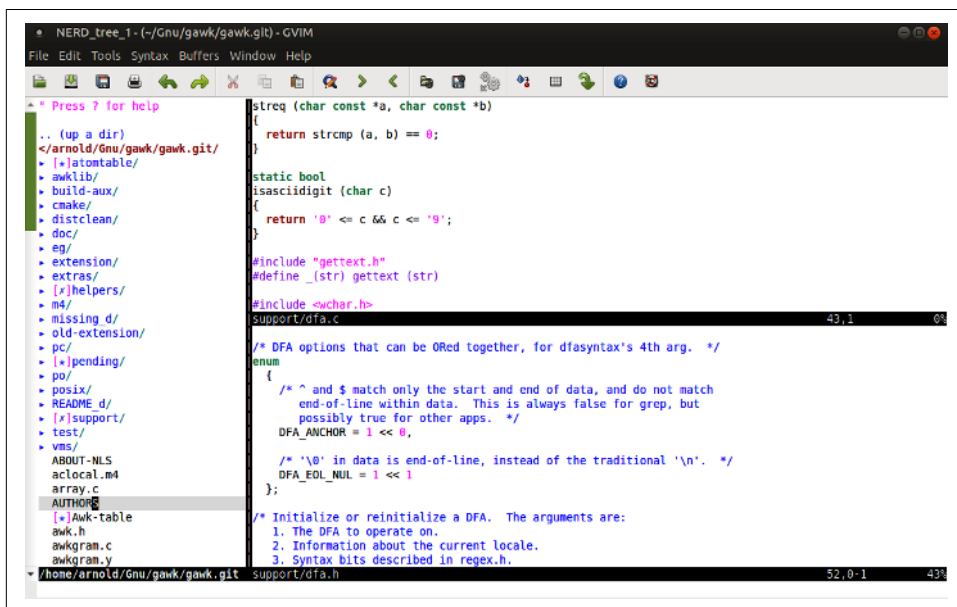 NERD_tree_1 - (~/Gnu/gawk/gawk.git) - GVIM
File Edit Tools Syntax Buffers Window Help
" Press ? for help
.. (up a dir)
</arnold/Gnu/gawk/gawk.git/
▸ [★]atomtable/
▸ awklib/
▸ build-aux/
▸ cmake/
▸ distclean/
▸ doc/
▸ eg/
▸ extension/
▸ extras/
▸ [✗]helpers/
▸ m4/
▸ missing_d/
▸ old-extension/
▸ pc/
▸ [★]pending/
▸ po/
▸ posix/
▸ README_d/
▸ [✗]support/
▸ test/
▸ vms/
ABOUT-NLS
aclocal.m4
array.c
AUTHORS
[★]Awk-table
awk.h
awkgram.c
awkgram.y
/home/arnold/Gnu/gawk/gawk.git
streq (char const *a, char const *b)
{
return strcmp (a, b) == 0;
}
static bool
isasciidigit (char c)
{
return '0' <= c && c <= '9';
}
#include "gettext.h"
#define _(str) gettext (str)
#include <wchar.h>
support/dfa.c 43,1 0%
/* DFA options that can be ORed together, for dfasyntax's 4th arg. */
enum
{
/* ^ and $ match only the start and end of data, and do not match
end-of-line within data. This is always false for grep, but
possibly true for other apps. */
DFA_ANCHOR = 1 << 0,
/* '\0' in data is end-of-line, instead of the traditional '\n'. */
DFA_EOL_NUL = 1 << 1
};
/* Initialize or reinitialize a DFA. The arguments are:
1. The DFA to operate on.
2. Information about the current locale.
3. Syntax bits described in regex.h.
support/dfa.h 52,0-1 43%